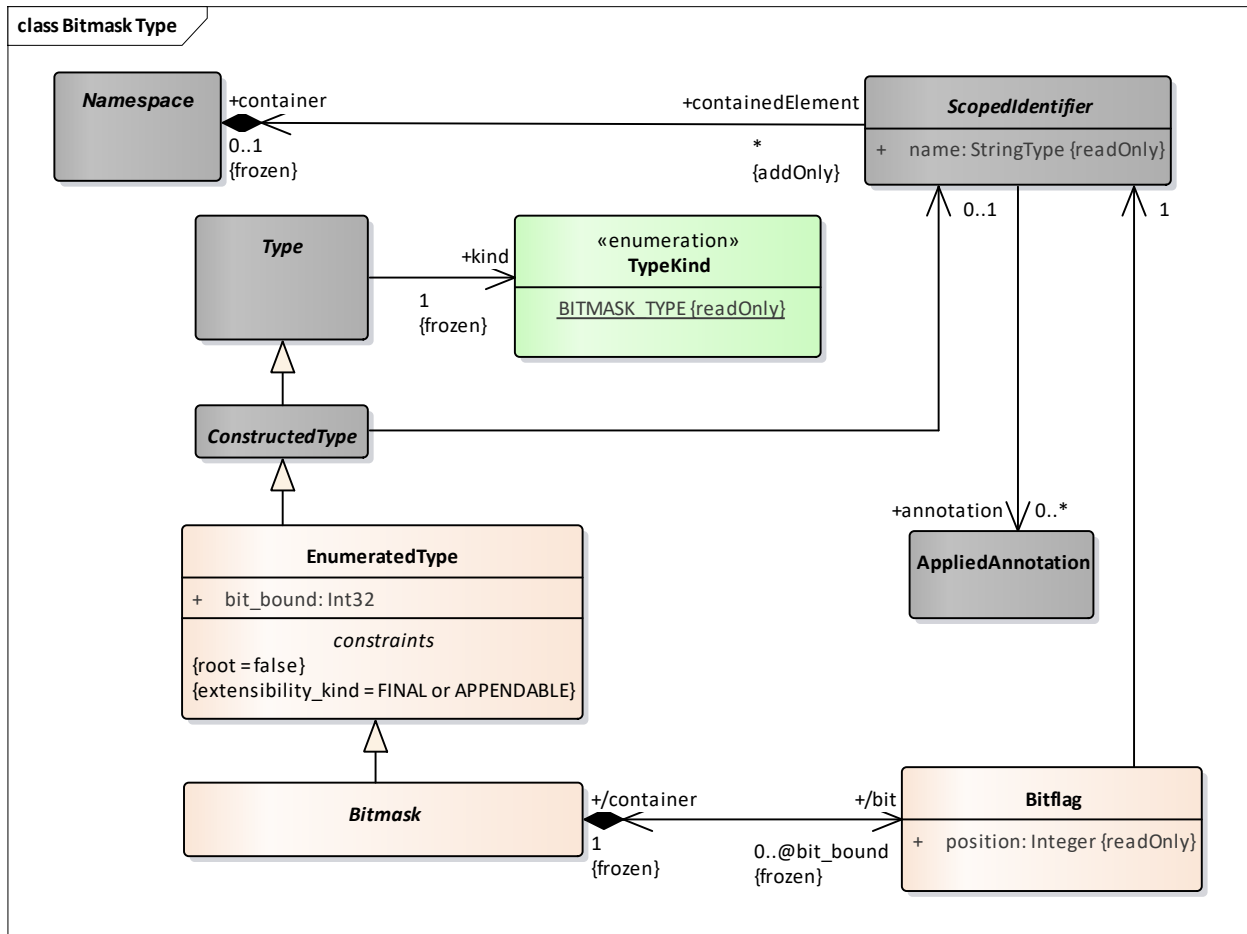 class Bitmask Type
Namespace
+container
0..1
{frozen}
+containedElement
*
{addOnly}
ScopedIdentifier
+ name: StringType {readOnly}
0..1
1
Type
+kind
1
{frozen}
«enumeration»
TypeKind
BITMASK_TYPE {readOnly}
ConstructedType
+annotation
0..*
AppliedAnnotation
EnumeratedType
+ bit_bound: Int32
constraints
{root = false}
{extensibility_kind = FINAL or APPENDABLE}
Bitmask
+/container
1
{frozen}
+/bit
0..@bit_bound
{frozen}
Bitflag
+ position: Integer {readOnly}